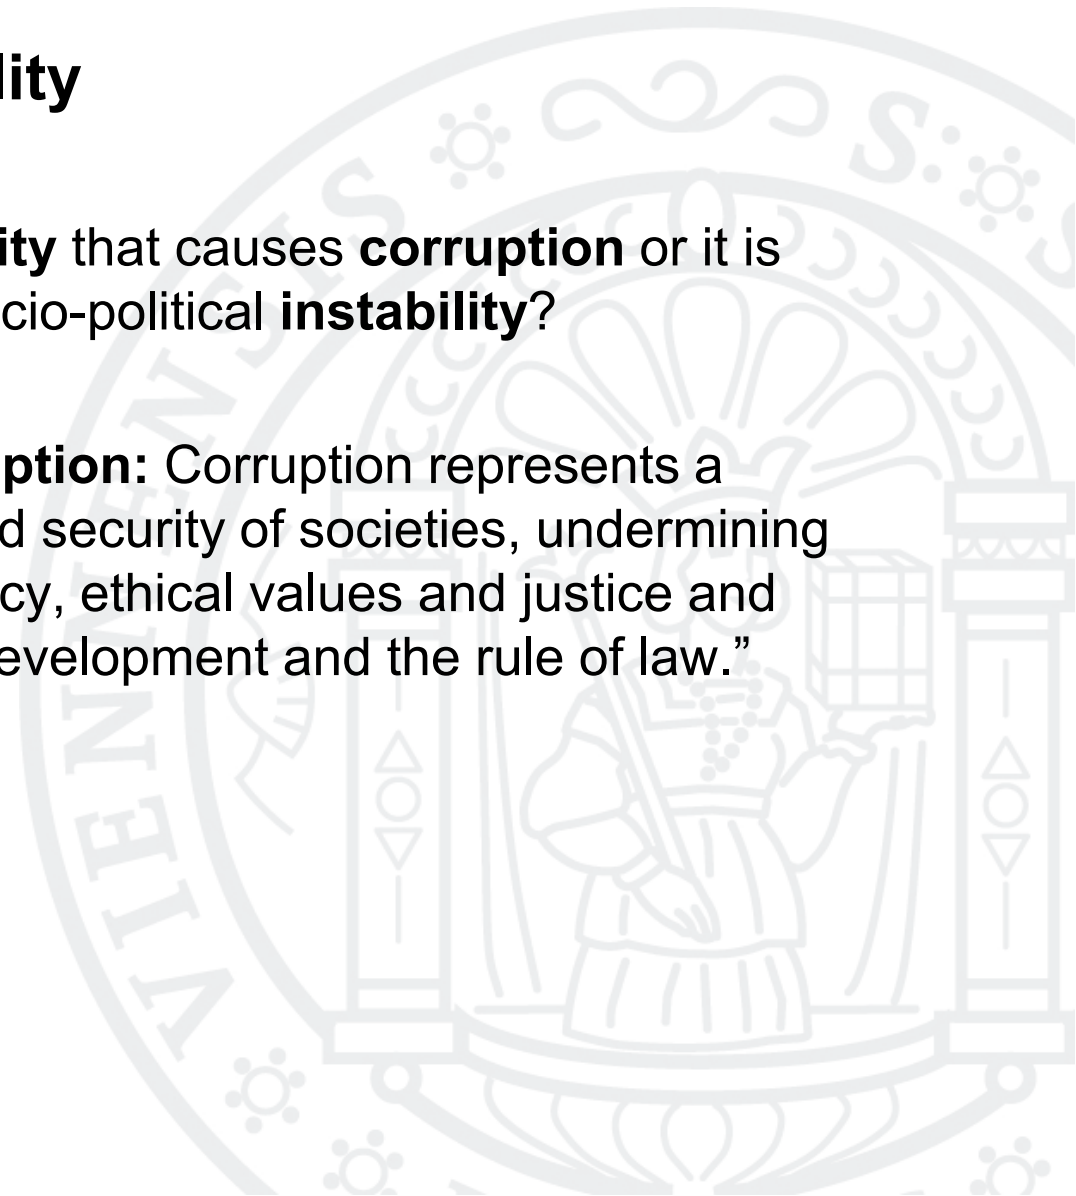 lity
ity that causes corruption or it is
cio-political instability?
ption: Corruption represents a
d security of societies, undermining
cy, ethical values and justice and
evelopment and the rule of law.”
VIENNENSIS S: S